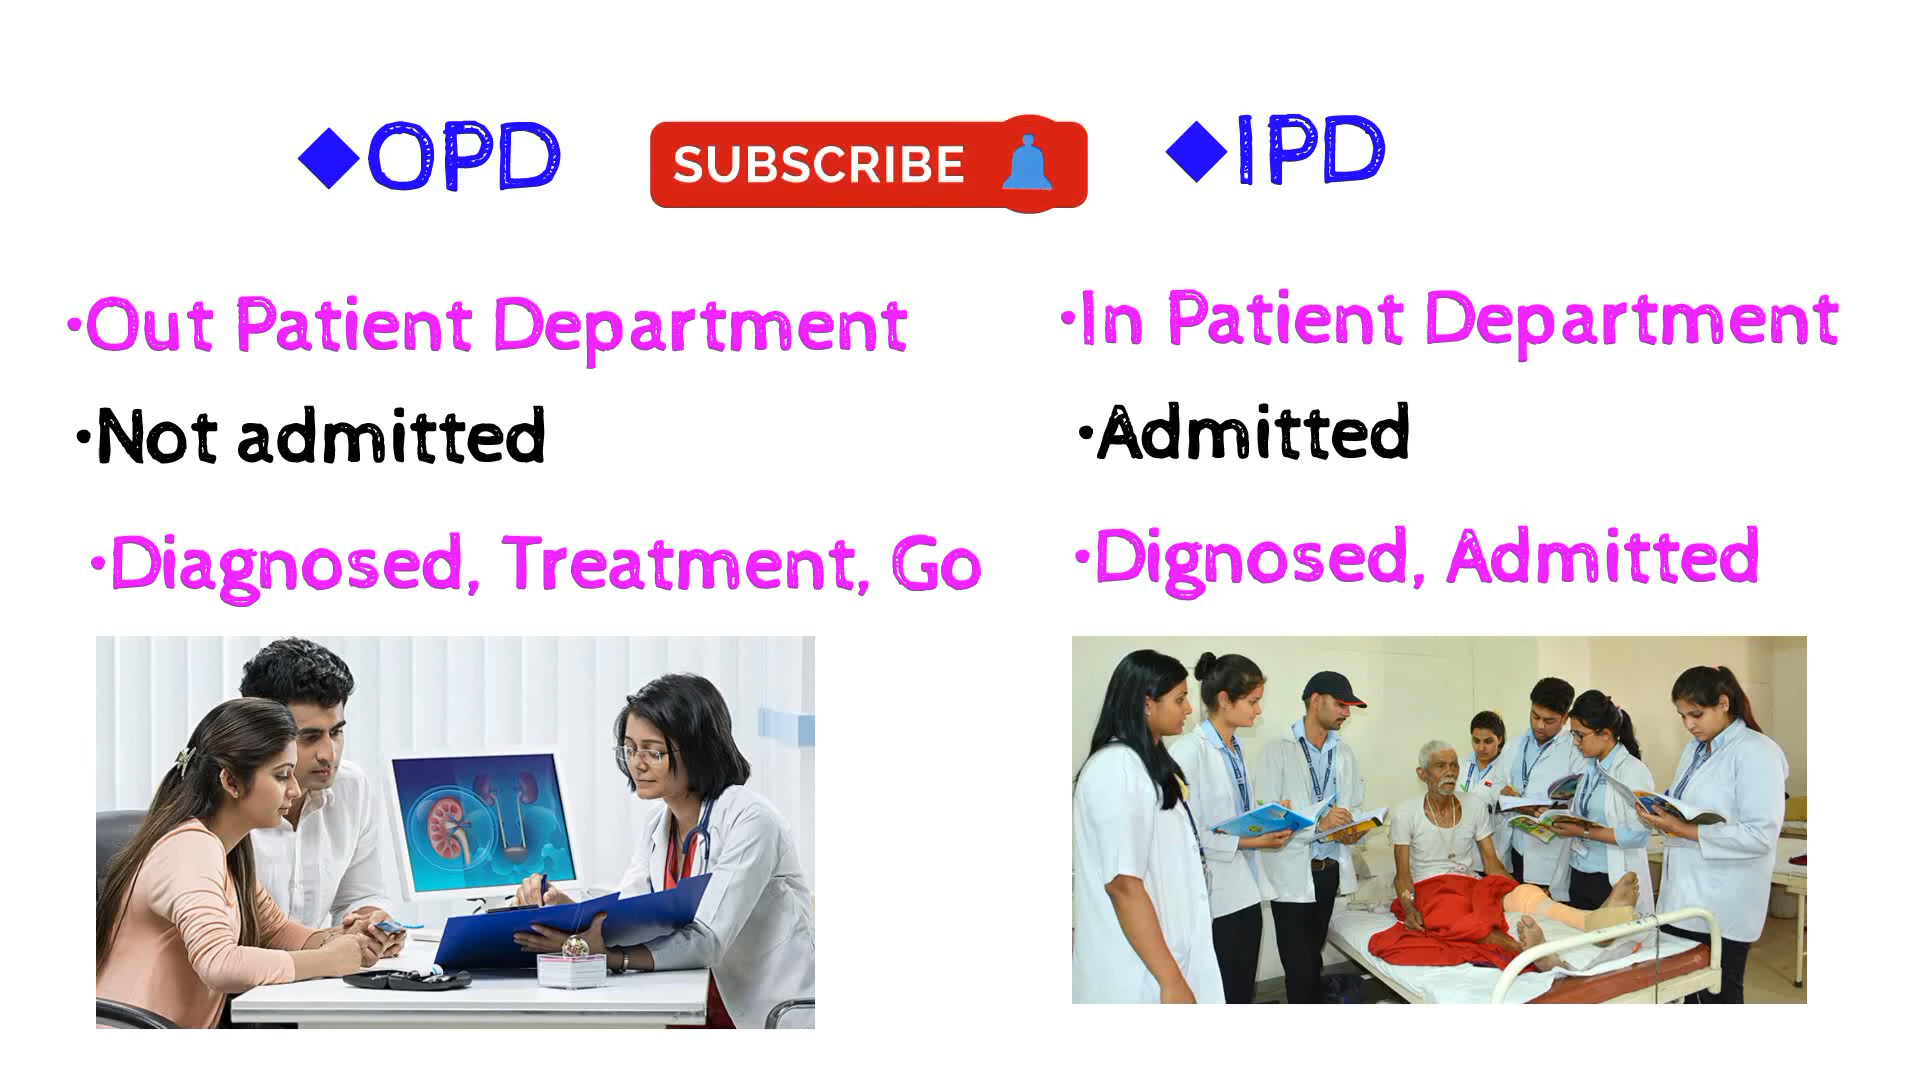 ◆OPD
SUBSCRIBE
◆IPD
•Out Patient Department
•Not admitted
•Diagnosed, Treatment, Go
•In Patient Department
•Admitted
•Dignosed, Admitted